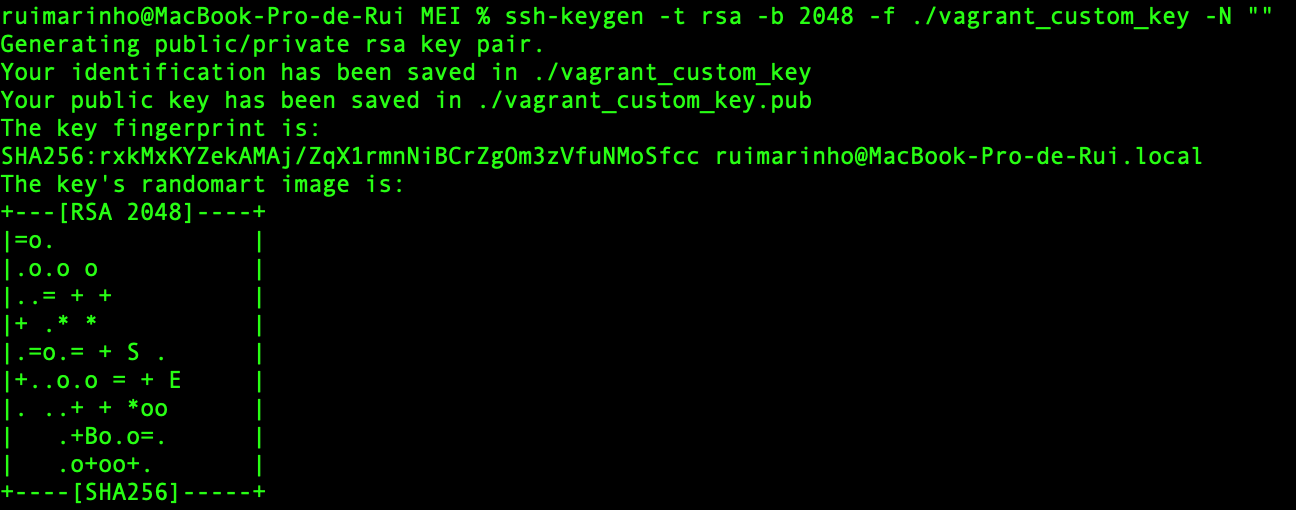 ruimarinho@MacBook-Pro-de-Rui MEI % ssh-keygen -t rsa -b 2048 -f ./vagrant_custom_key -N ""
Generating public/private rsa key pair.
Your identification has been saved in ./vagrant_custom_key
Your public key has been saved in ./vagrant_custom_key.pub
The key fingerprint is:
SHA256:rxkMxKYZekAMAj/ZqX1rmnNiBCrZgOm3zVfuNMoSfcc ruimarinho@MacBook-Pro-de-Rui.local
The key's randomart image is:
+---[RSA 2048]----+
|=o.              |
|.o.o o           |
|..= + +          |
|+ .* *           |
|.=o.= + S .      |
|+..o.o = + E     |
|. ..+ + *oo      |
|   .+Bo.o=.      |
|   .o+oo+.       |
+----[SHA256]-----+